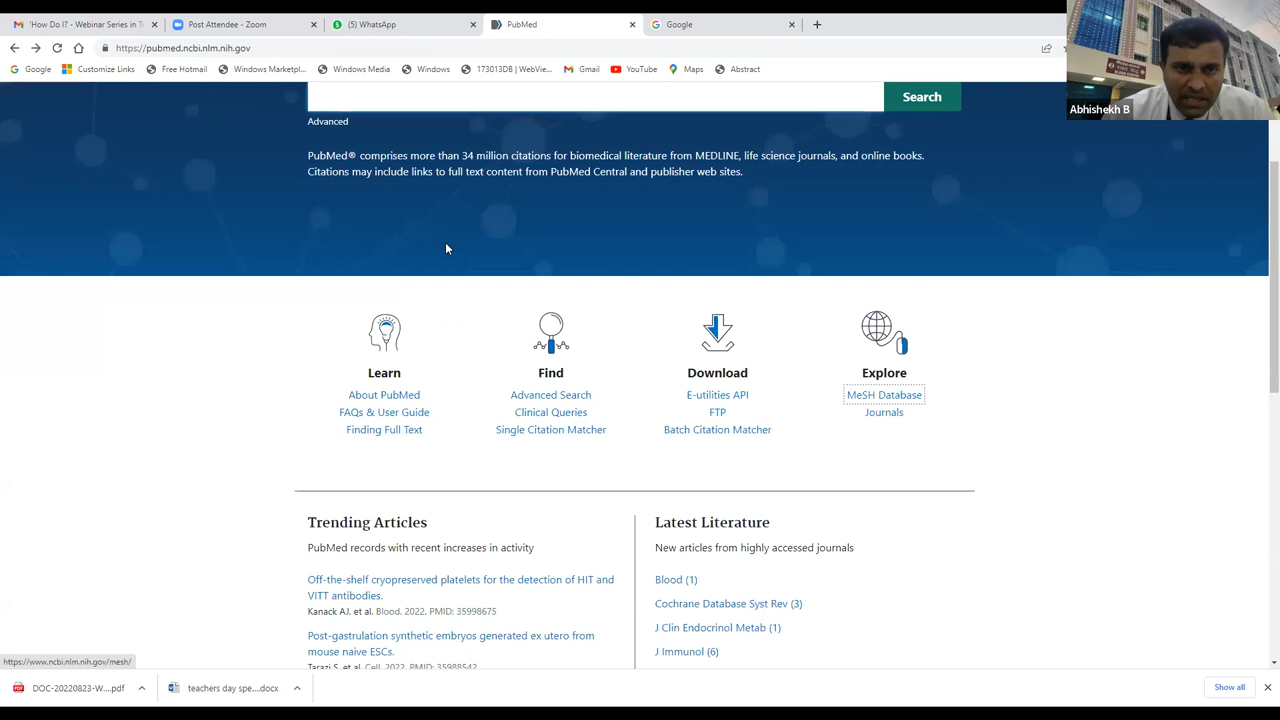 'How Do I? - Webinar Series in Tr
Post Attendee - Zoom
(5) WhatsApp
PubMed
Google
https://pubmed.ncbi.nlm.nih.gov
Google
Customize Links
Free Hotmail
Windows Marketpl...
Windows Media
Windows
173013DB | WebVie...
Gmail
YouTube
Maps
Abstract
Abhishekh B
Search
Advanced
PubMed® comprises more than 34 million citations for biomedical literature from MEDLINE, life science journals, and online books.
Citations may include links to full text content from PubMed Central and publisher web sites.
Learn
About PubMed
FAQs & User Guide
Finding Full Text
Find
Advanced Search
Clinical Queries
Single Citation Matcher
Download
E-utilities API
FTP
Batch Citation Matcher
Explore
MeSH Database
Journals
Trending Articles
PubMed records with recent increases in activity
Off-the-shelf cryopreserved platelets for the detection of HIT and
VITT antibodies.
Kanack AJ, et al. Blood. 2022. PMID: 35998675
Post-gastrulation synthetic embryos generated ex utero from
mouse naive ESCs.
Tarazi S, et al. Cell. 2022. PMID: 35988542
Latest Literature
New articles from highly accessed journals
Blood (1)
Cochrane Database Syst Rev (3)
J Clin Endocrinol Metab (1)
J Immunol (6)
https://www.ncbi.nlm.nih.gov/mesh/
DOC-20220823-W....pdf
teachers day spe....docx
Show all